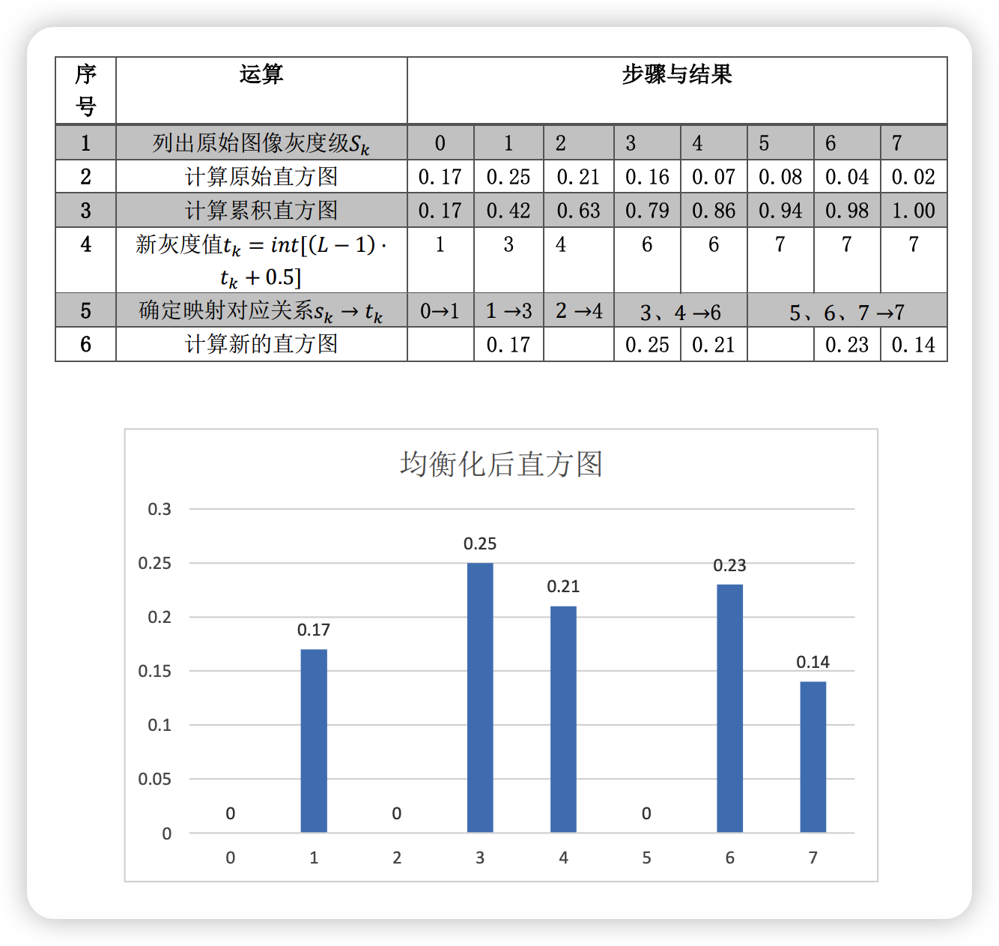 序号 运算 步骤与结果
1 列出原始图像灰度级Sₖ 0 1 2 3 4 5 6 7
2 计算原始直方图 0.17 0.25 0.21 0.16 0.07 0.08 0.04 0.02
3 计算累积直方图 0.17 0.42 0.63 0.79 0.86 0.94 0.98 1.00
4 新灰度值tₖ = int[(L − 1) · 1 3 4 6 6 7 7 7
tₖ + 0.5]
5 确定映射对应关系sₖ → tₖ 0→1 1 →3 2 →4 3、4 →6 5、6、7 →7
6 计算新的直方图 0.17 0.25 0.21 0.23 0.14
均衡化后直方图
0.3
0.25
0.2
0.15
0.1
0.05
0
0 0.17 0 0.25 0.21 0 0.23 0.14
0 1 2 3 4 5 6 7